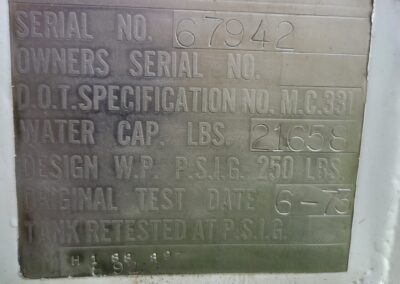 SERIAL NO. 67942
OWNERS SERIAL NO.
D.O.T. SPECIFICATION NO. M.C.331
WATER CAP. LBS. 21658
DESIGN W.P. P.S.I.G. 250 LBS.
ORIGINAL TEST DATE 6-73
TANK RETESTED AT P.S.I.G.